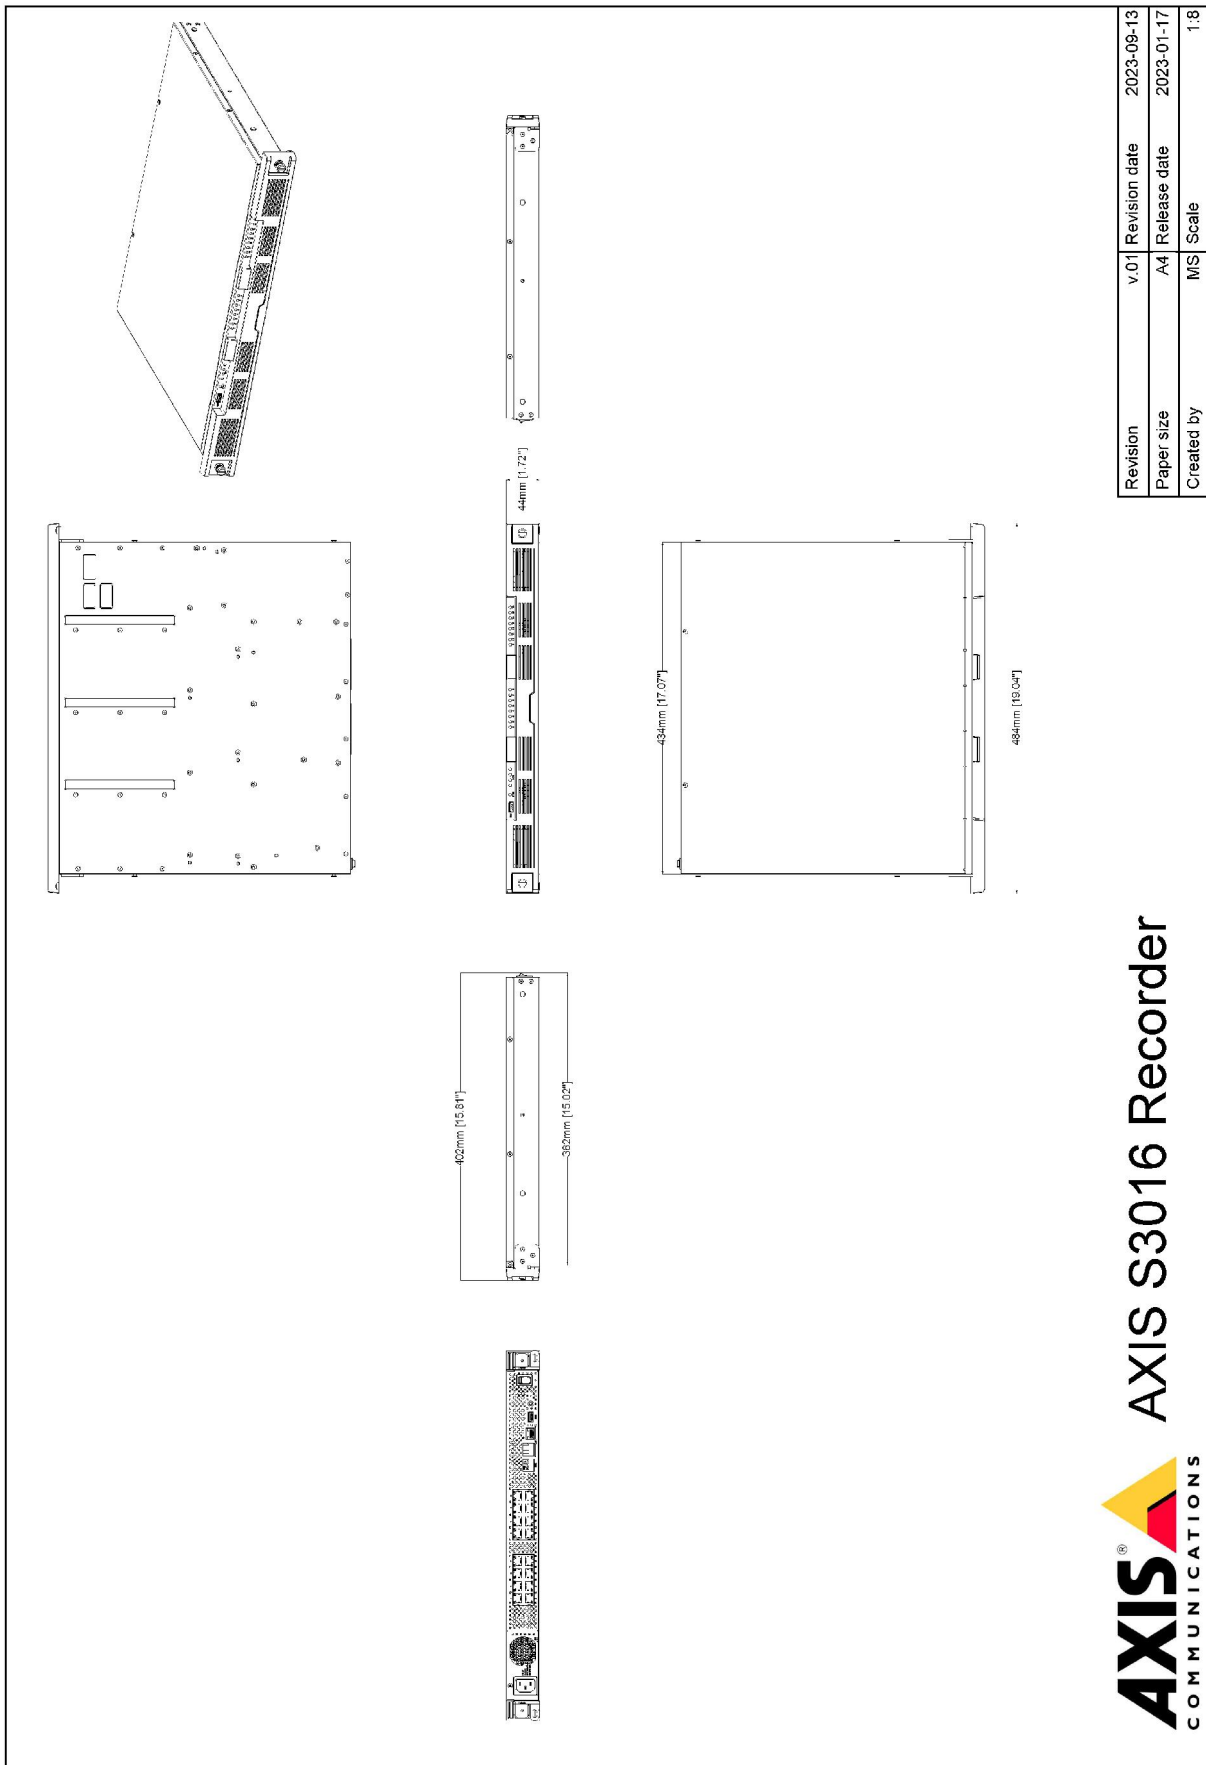 402mm [15.81"]
44mm [1.72"]
382mm [15.02"]
434mm [17.07"]
484mm [19.04"]
AXIS®
COMMUNICATIONS
AXIS S3016 Recorder
Revision v.01 Revision date 2023-09-13
Paper size A4 Release date 2023-01-17
Created by MS Scale 1:8